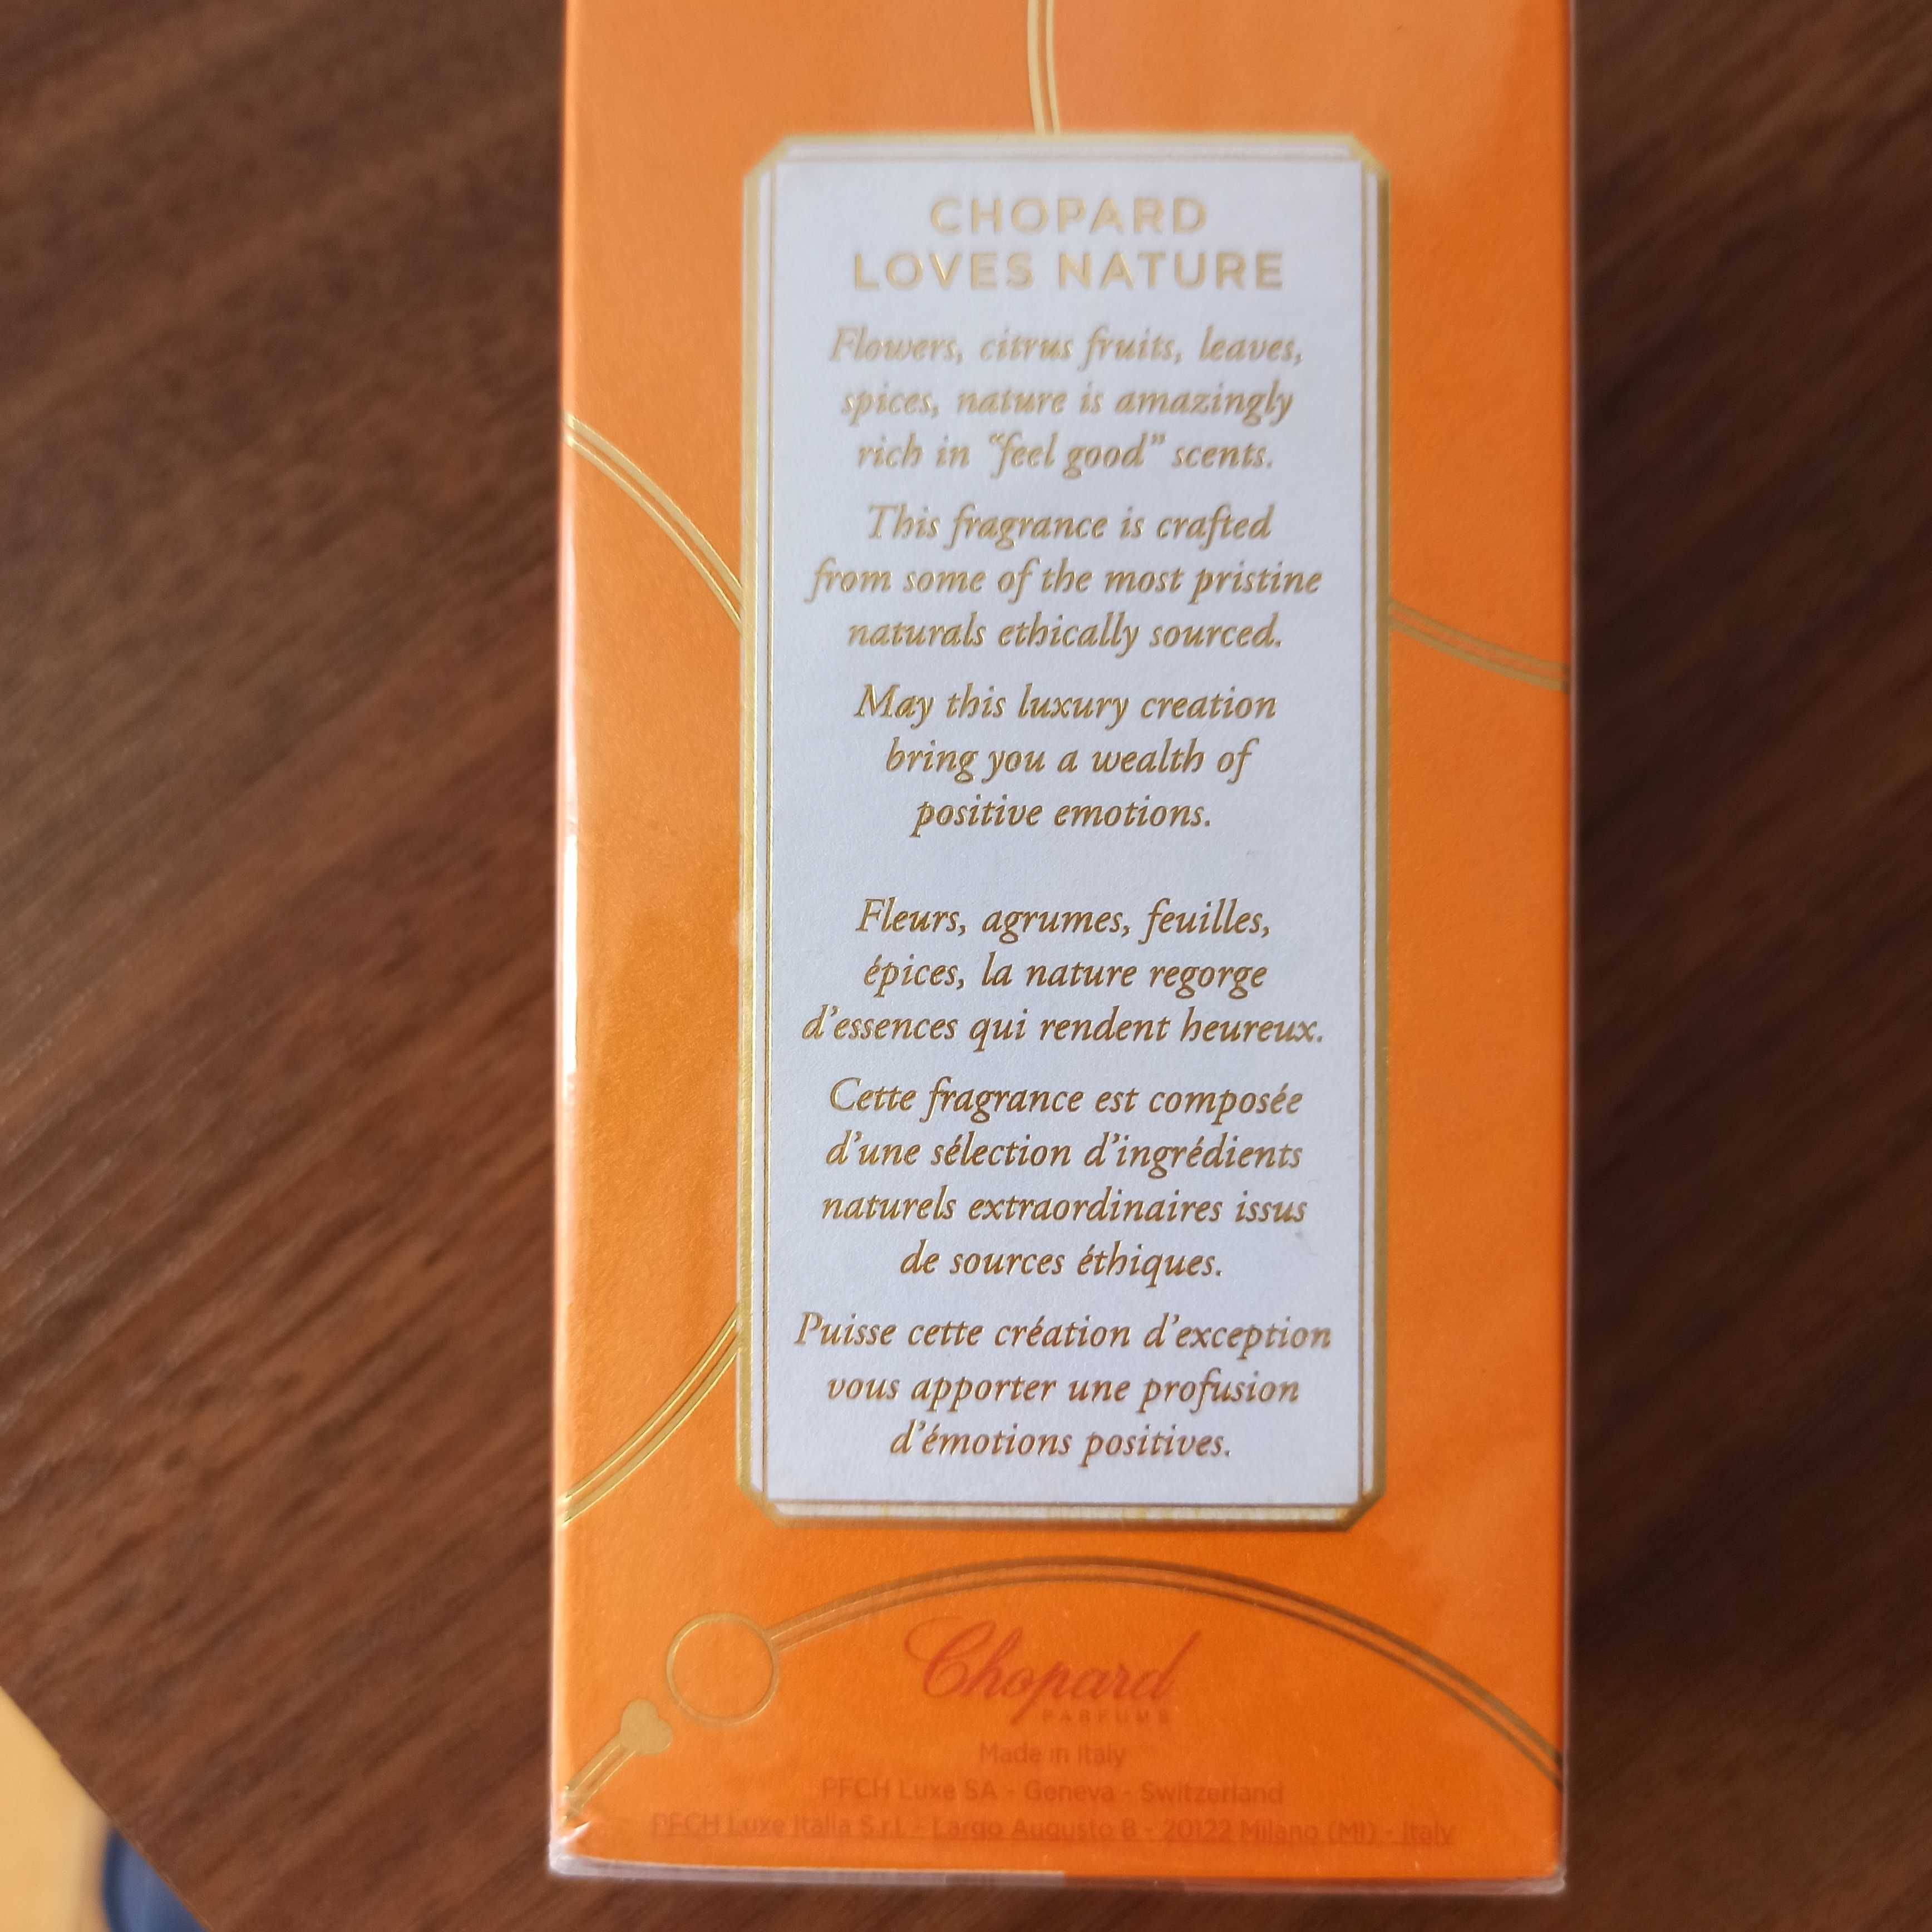 CHOPARD
LOVES NATURE
Flowers, citrus fruits, leaves,
spices, nature is amazingly
rich in “feel good” scents.
This fragrance is crafted
from some of the most pristine
naturals ethically sourced.
May this luxury creation
bring you a wealth of
positive emotions.
Fleurs, agrumes, feuilles,
épices, la nature regorge
d’essences qui rendent heureux.
Cette fragrance est composée
d’une sélection d’ingrédients
naturels extraordinaires issus
de sources éthiques.
Puisse cette création d’exception
vous apporter une profusion
d’émotions positives.
Chopard
PARFUMS
Made in Italy
PFCH Luxe SA - Geneva - Switzerland
PFCH Luxe Italia S.r.l. - Largo Augusto 8 - 20122 Milano (MI) - Italy